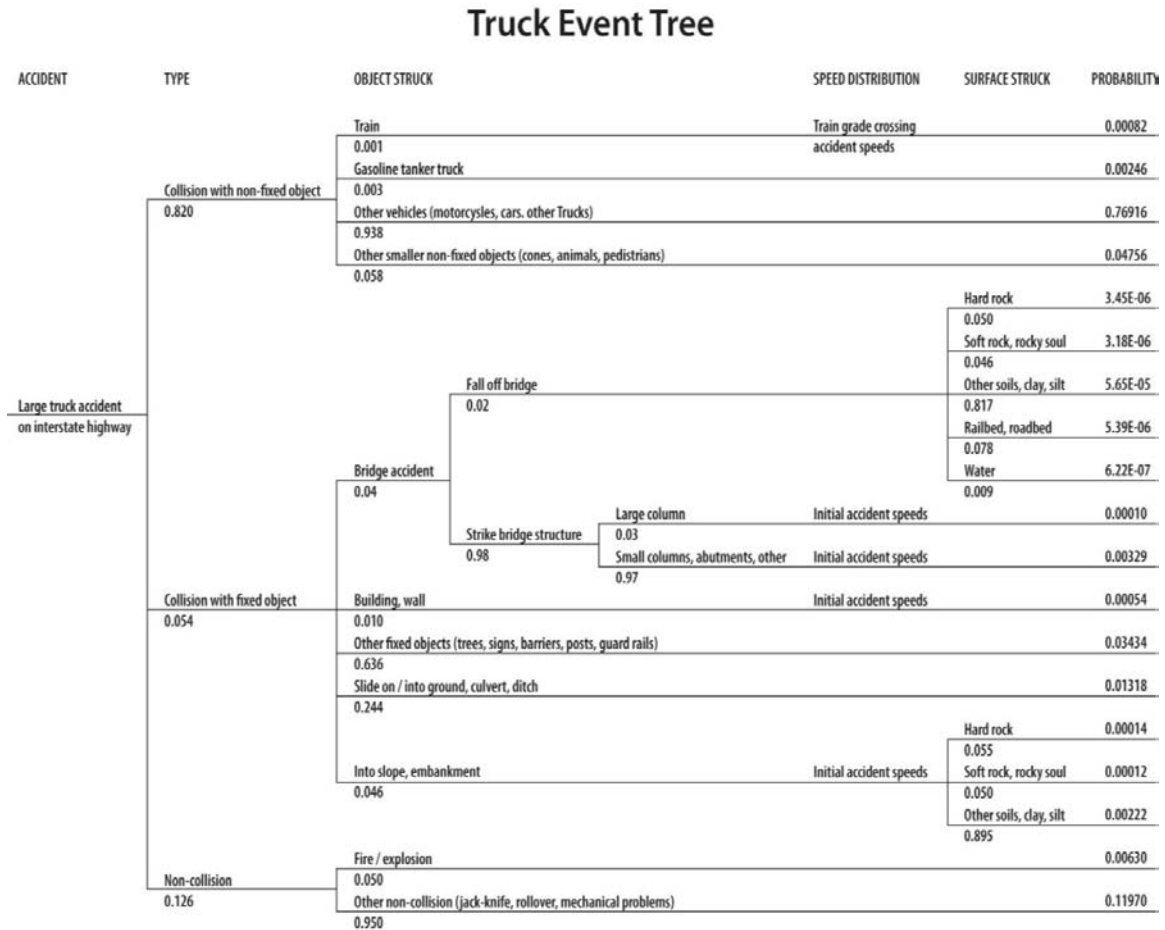 Truck Event Tree
ACCIDENT TYPE OBJECT STRUCK SPEED DISTRIBUTION SURFACE STRUCK PROBABILITY
Train Train grade crossing 0.00082
0.001 accident speeds
Gasoline tanker truck 0.00246
Collision with non-fixed object 0.003
0.820 Other vehicles (motorcysles, cars. other Trucks) 0.76916
0.938
Other smaller non-fixed objects (cones, animals, pedistrians) 0.04756
0.058
Hard rock 3.45E-06
0.050
Soft rock, rocky soul 3.18E-06
0.046
Fall off bridge Other soils, clay, silt 5.65E-05
Large truck accident 0.02 0.817
on interstate highway Railbed, roadbed 5.39E-06
0.078
Bridge accident Water 6.22E-07
0.04 0.009
Large column Initial accident speeds 0.00010
Strike bridge structure 0.03
0.98 Small columns, abutments, other Initial accident speeds 0.00329
0.97
Collision with fixed object Building, wall Initial accident speeds 0.00054
0.054 0.010
Other fixed objects (trees, signs, barriers, posts, guard rails) 0.03434
0.636
Slide on / into ground, culvert, ditch 0.01318
0.244
Hard rock 0.00014
0.055
Into slope, embankment Initial accident speeds Soft rock, rocky soul 0.00012
0.046 0.050
Other soils, clay, silt 0.00222
0.895
Fire / explosion 0.00630
Non-collision 0.050
0.126 Other non-collision (jack-knife, rollover, mechanical problems) 0.11970
0.950